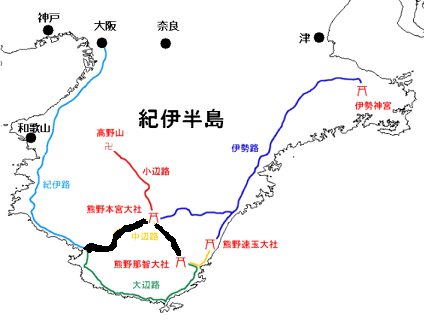 神戸
大阪
奈良
津
伊勢神宮
紀伊半島
和歌山
高野山
卍
伊勢路
小辺路
紀伊路
熊野本宮大社
中辺路
熊野速玉大社
熊野那智大社
大辺路